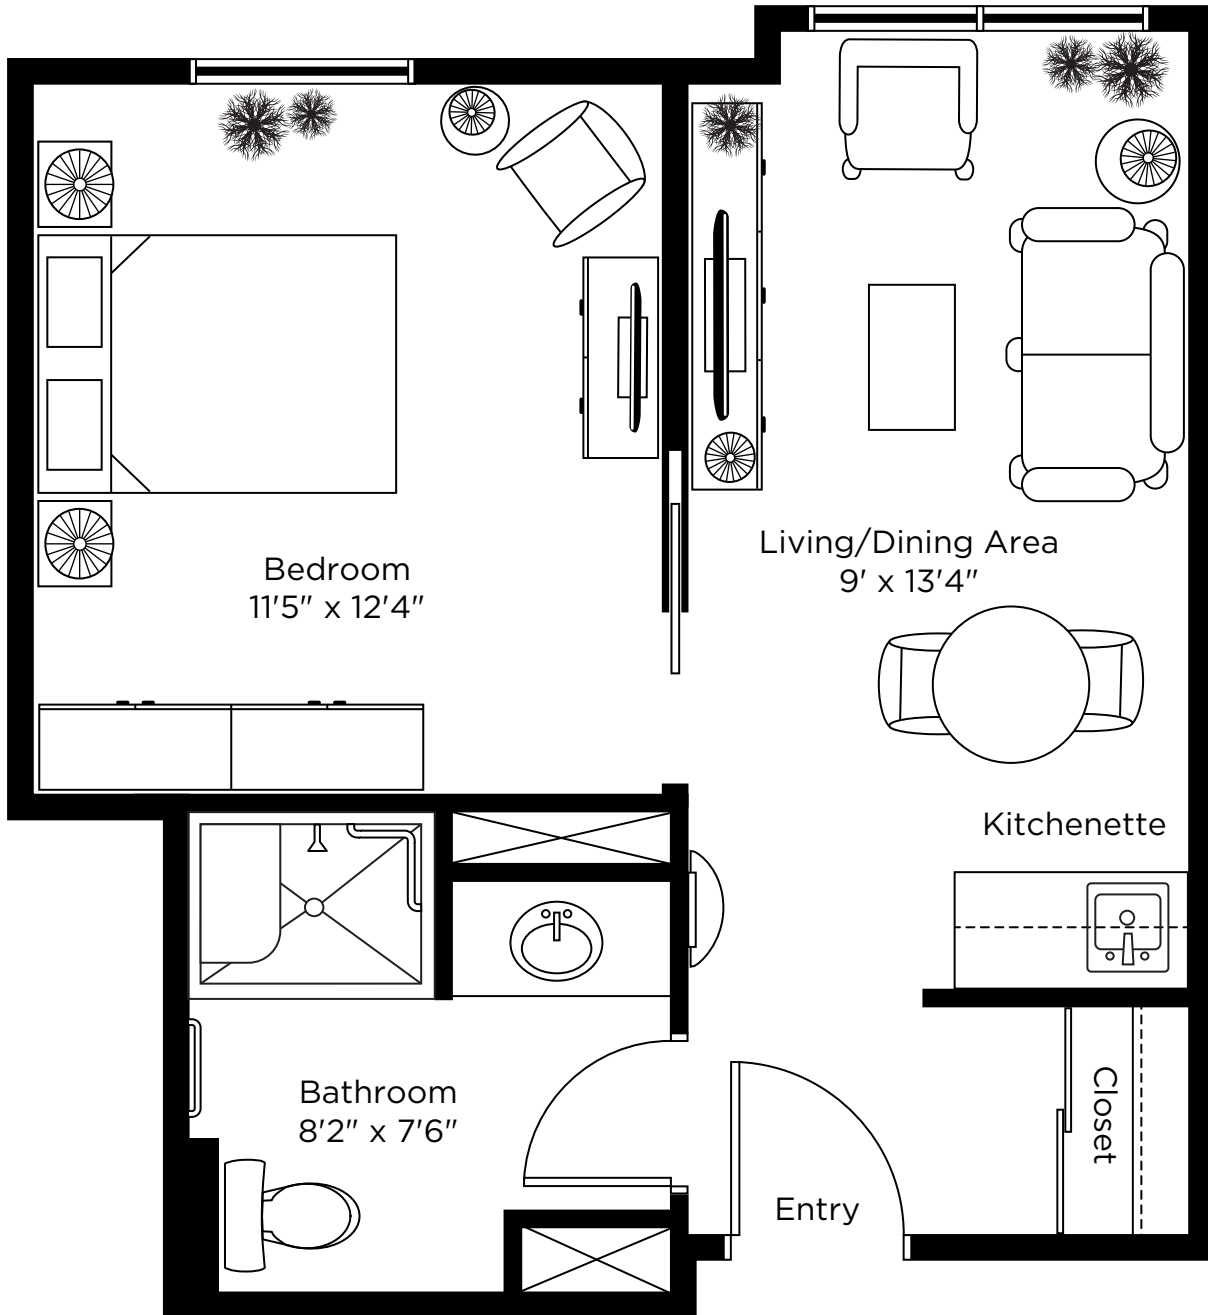 Living/Dining Area
9' x 13'4"
Bedroom
11'5" x 12'4"
Kitchenette
Bathroom
8'2" x 7'6"
Closet
Entry